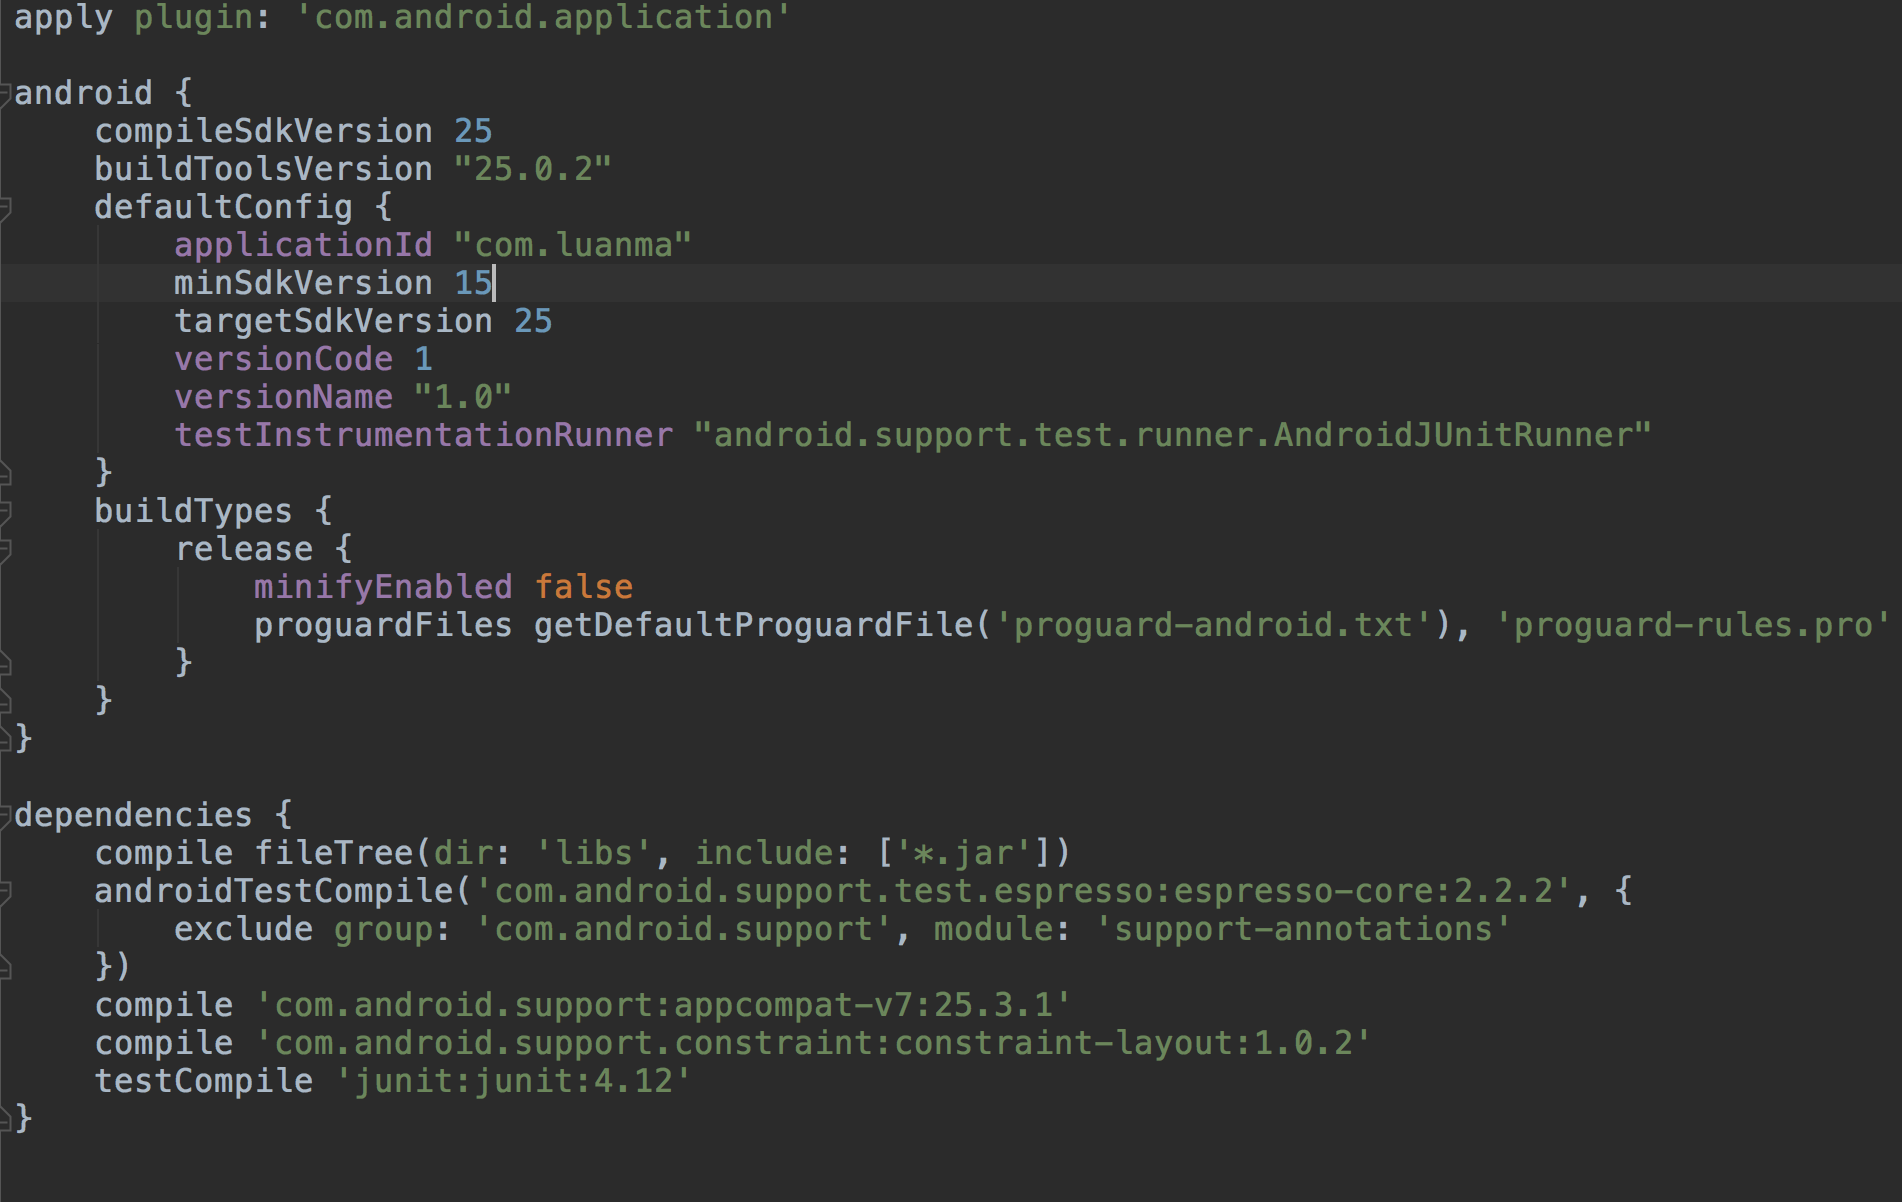 apply plugin: 'com.android.application'

android {
    compileSdkVersion 25
    buildToolsVersion "25.0.2"
    defaultConfig {
        applicationId "com.luanma"
        minSdkVersion 15
        targetSdkVersion 25
        versionCode 1
        versionName "1.0"
        testInstrumentationRunner "android.support.test.runner.AndroidJUnitRunner"
    }
    buildTypes {
        release {
            minifyEnabled false
            proguardFiles getDefaultProguardFile('proguard-android.txt'), 'proguard-rules.pro'
        }
    }
}

dependencies {
    compile fileTree(dir: 'libs', include: ['*.jar'])
    androidTestCompile('com.android.support.test.espresso:espresso-core:2.2.2', {
        exclude group: 'com.android.support', module: 'support-annotations'
    })
    compile 'com.android.support:appcompat-v7:25.3.1'
    compile 'com.android.support.constraint:constraint-layout:1.0.2'
    testCompile 'junit:junit:4.12'
}